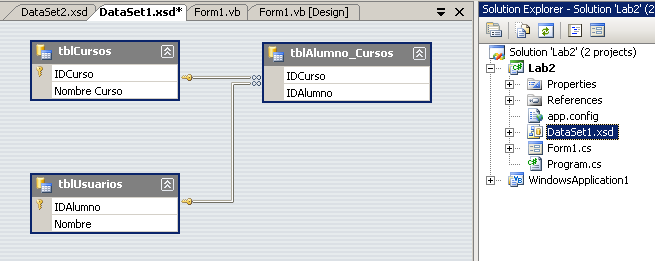 DataSet2.xsd DataSet1.xsd* Form1.vb Form1.vb [Design]
tblCursos
IDCurso
Nombre Curso
tblAlumno_Cursos
IDCurso
IDAlumno
tblUsuarios
IDAlumno
Nombre
Solution Explorer - Solution 'Lab2' (2
Solution 'Lab2' (2 projects)
Lab2
Properties
References
app.config
DataSet1.xsd
Form1.cs
Program.cs
WindowsApplication1